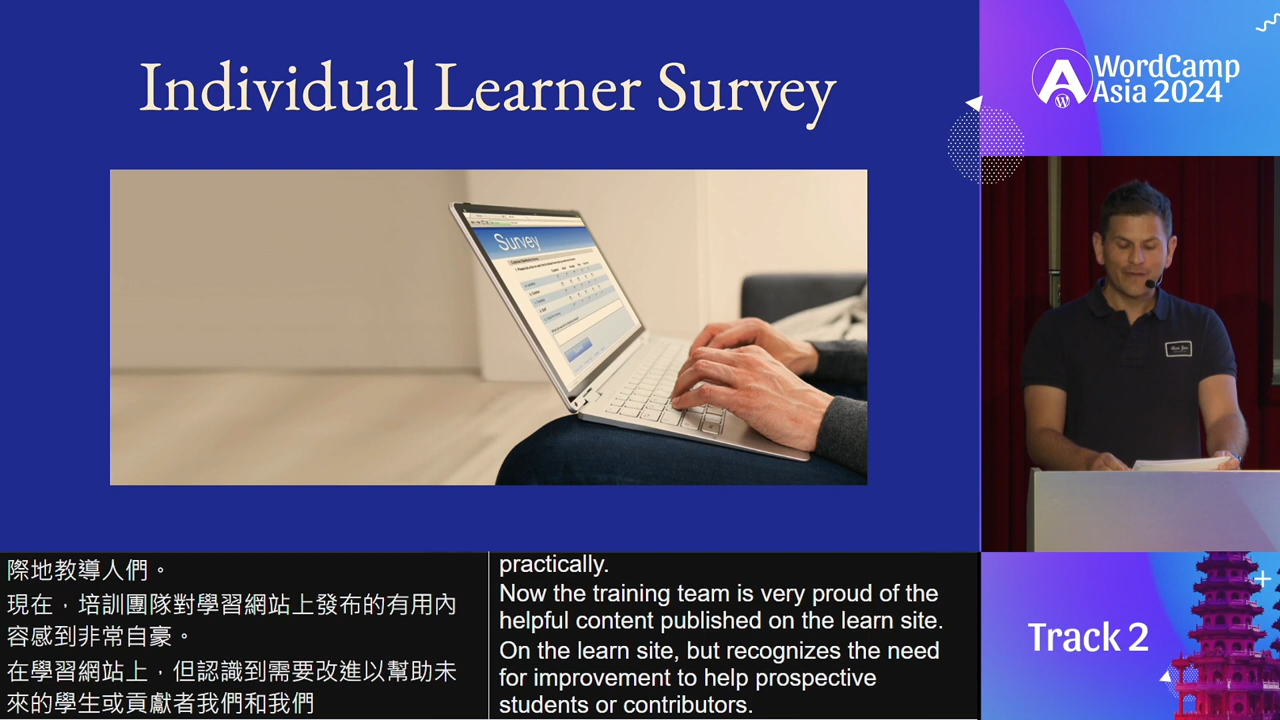 Individual Learner Survey
Survey
WordCamp
Asia 2024
際地教導人們。
現在，培訓團隊對學習網站上發布的有用內
容感到非常自豪。
在學習網站上，但認識到需要改進以幫助未
來的學生或貢獻者我們和我們
practically.
Now the training team is very proud of the
helpful content published on the learn site.
On the learn site, but recognizes the need
for improvement to help prospective
students or contributors.
Track 2